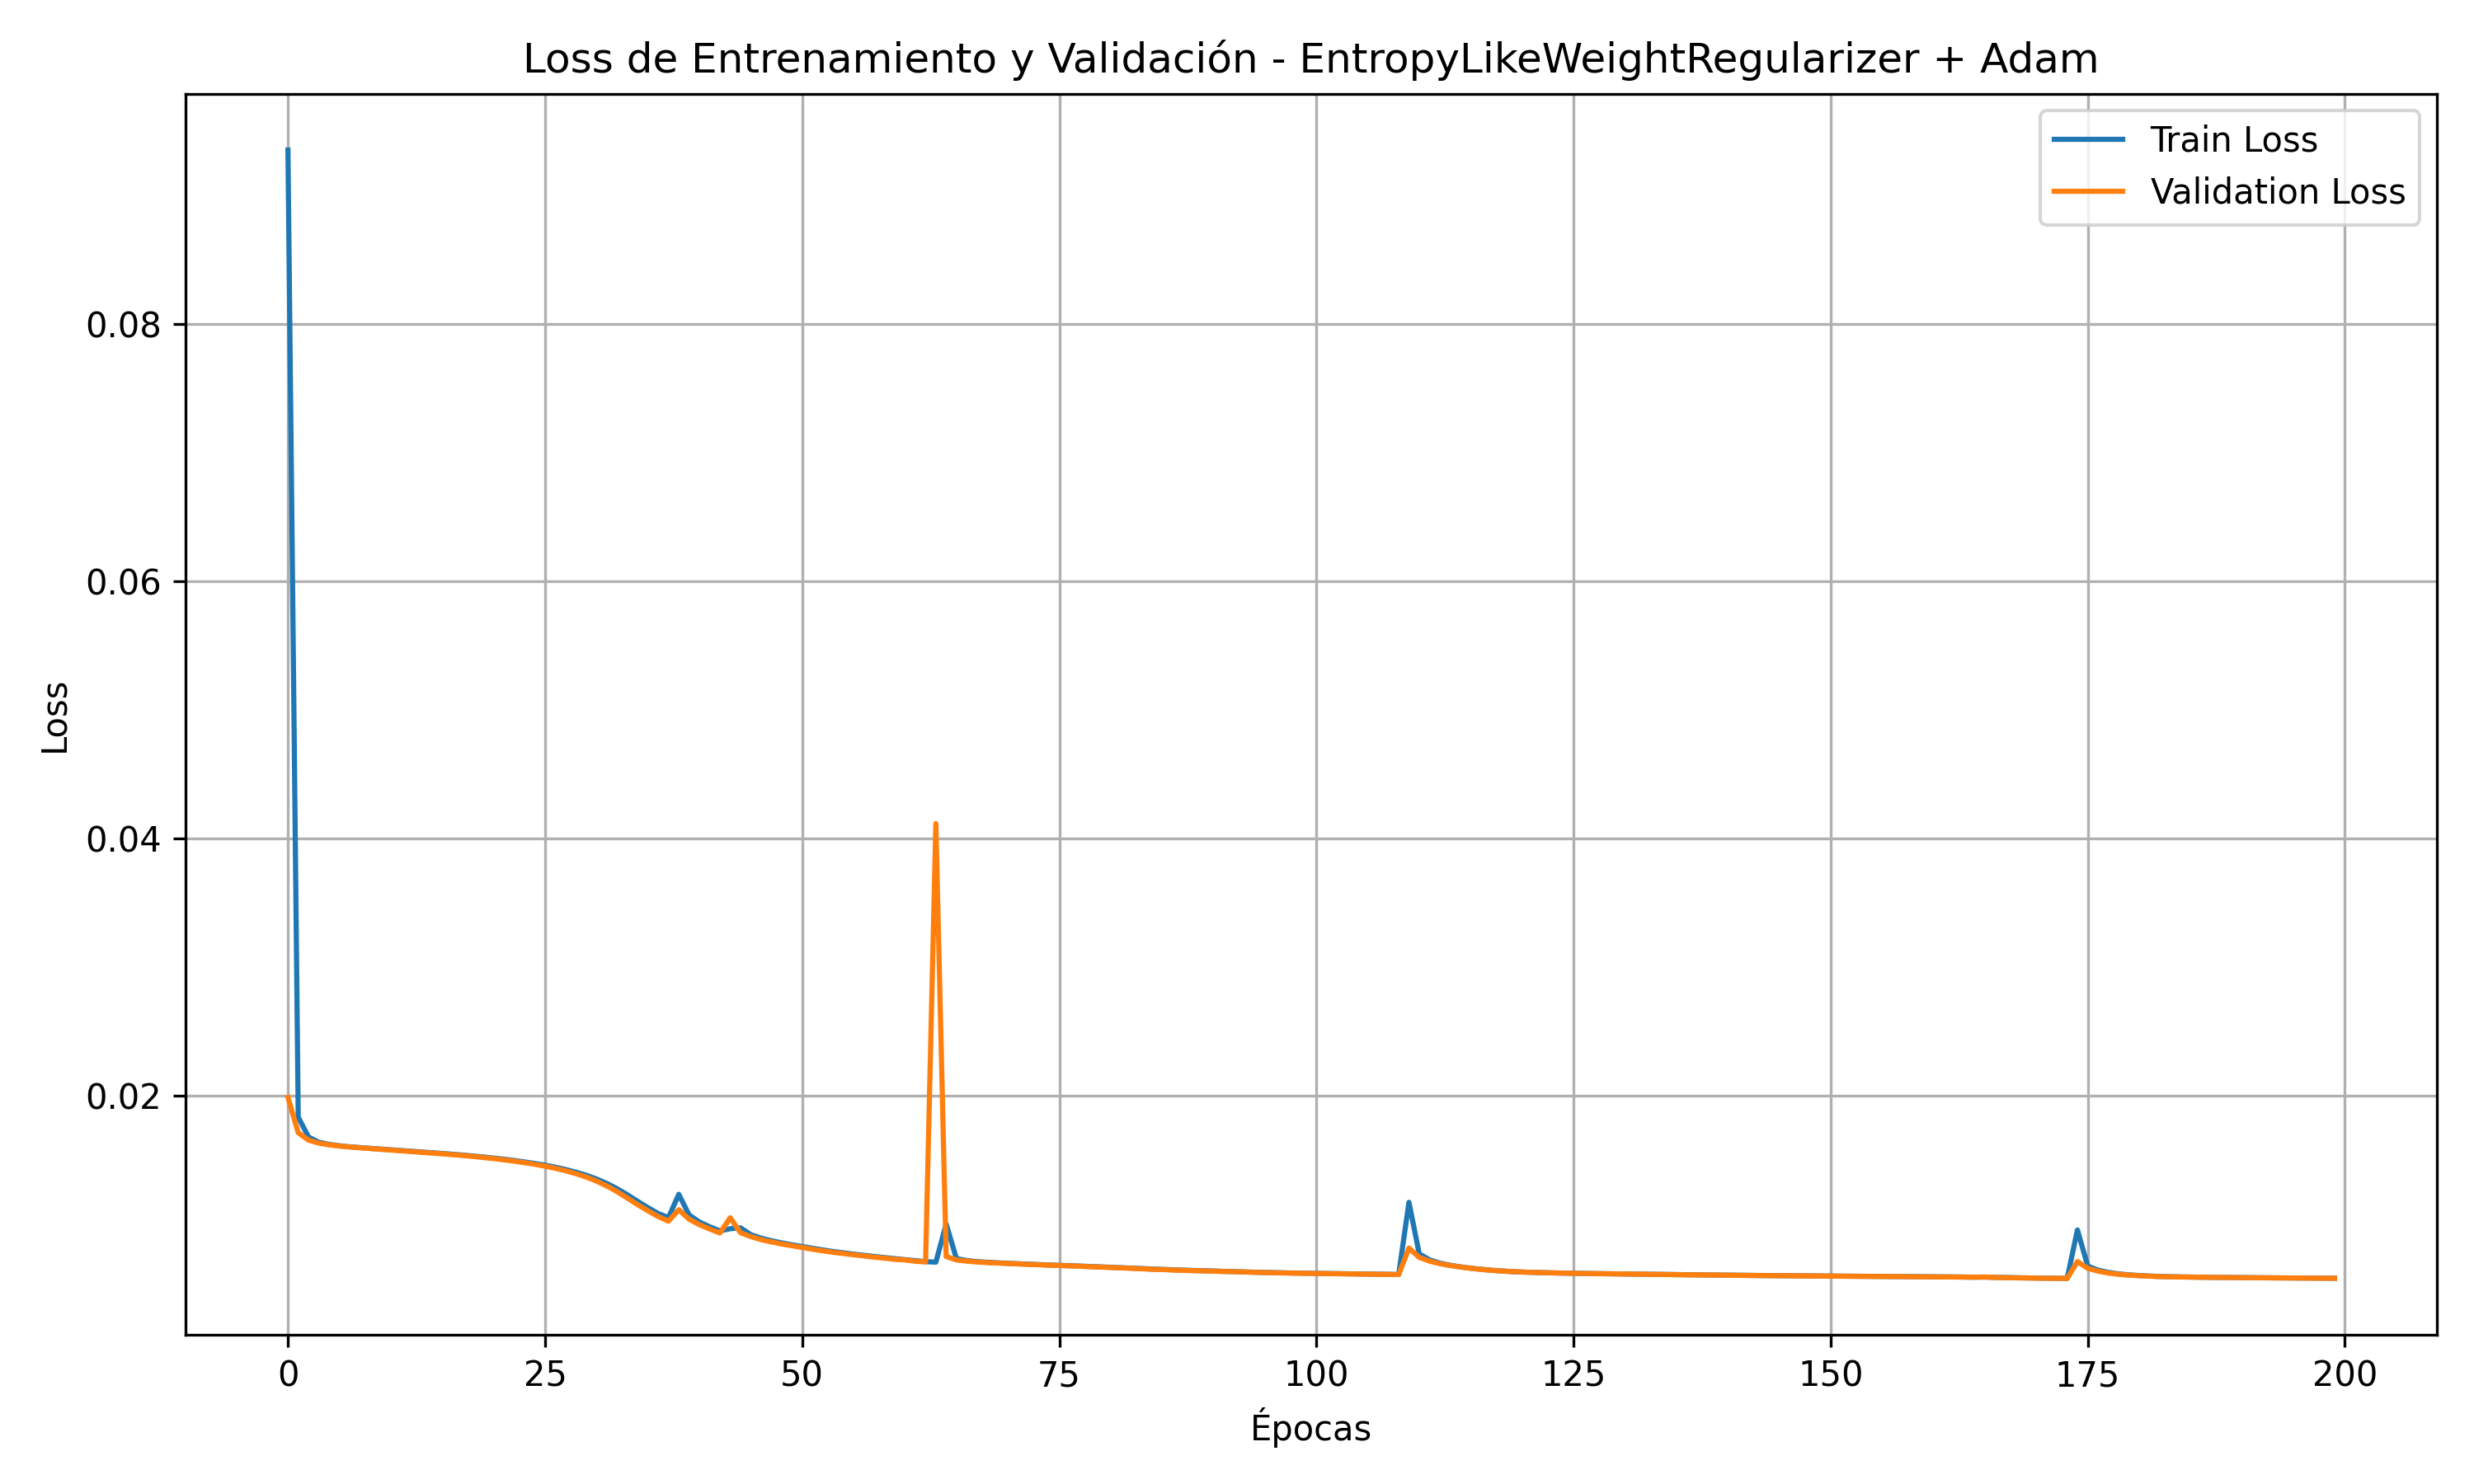 Loss de Entrenamiento y Validación - EntropyLikeWeightRegularizer + Adam
Train Loss
Validation Loss
0.08
0.06
0.04
0.02
Loss
0 25 50 75 100 125 150 175 200
Épocas